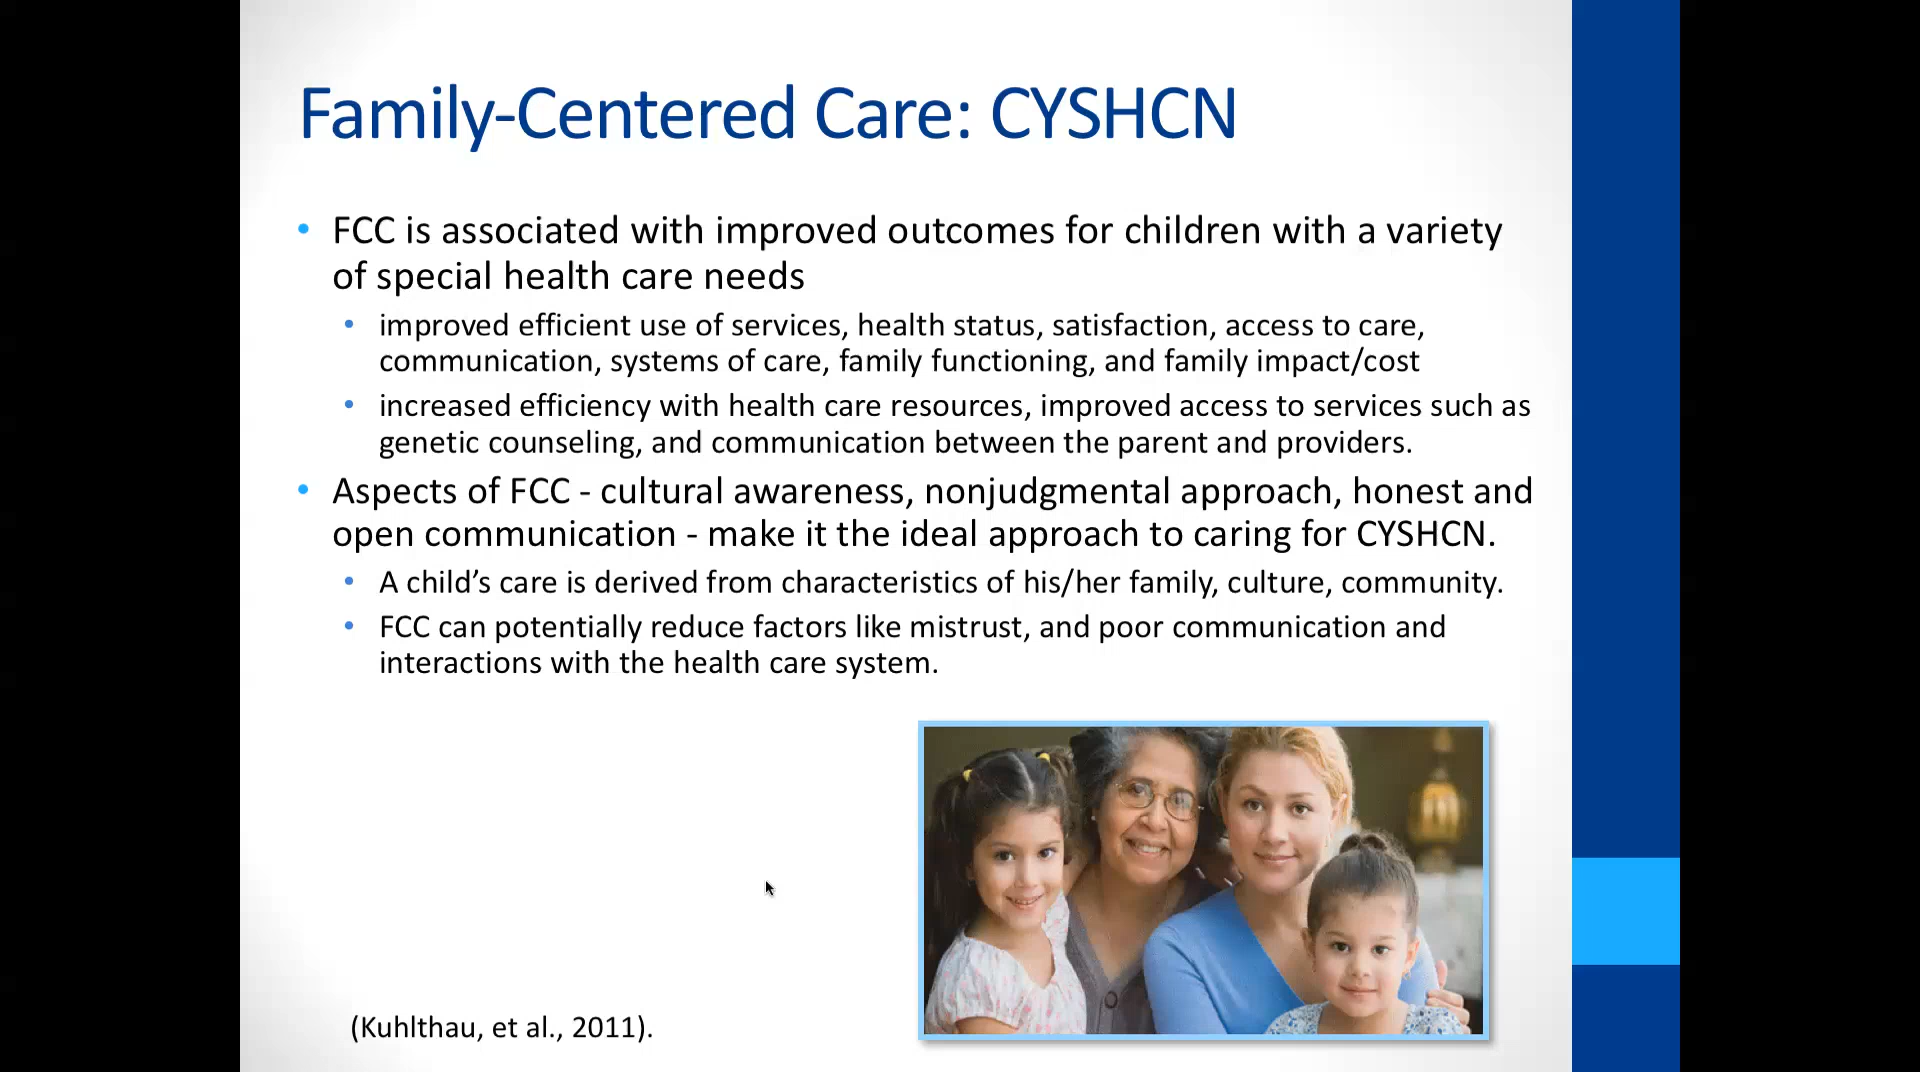 Family-Centered Care: CYSHCN
• FCC is associated with improved outcomes for children with a variety
of special health care needs
• improved efficient use of services, health status, satisfaction, access to care,
communication, systems of care, family functioning, and family impact/cost
• increased efficiency with health care resources, improved access to services such as
genetic counseling, and communication between the parent and providers.
• Aspects of FCC - cultural awareness, nonjudgmental approach, honest and
open communication - make it the ideal approach to caring for CYSHCN.
• A child’s care is derived from characteristics of his/her family, culture, community.
• FCC can potentially reduce factors like mistrust, and poor communication and
interactions with the health care system.
(Kuhlthau, et al., 2011).